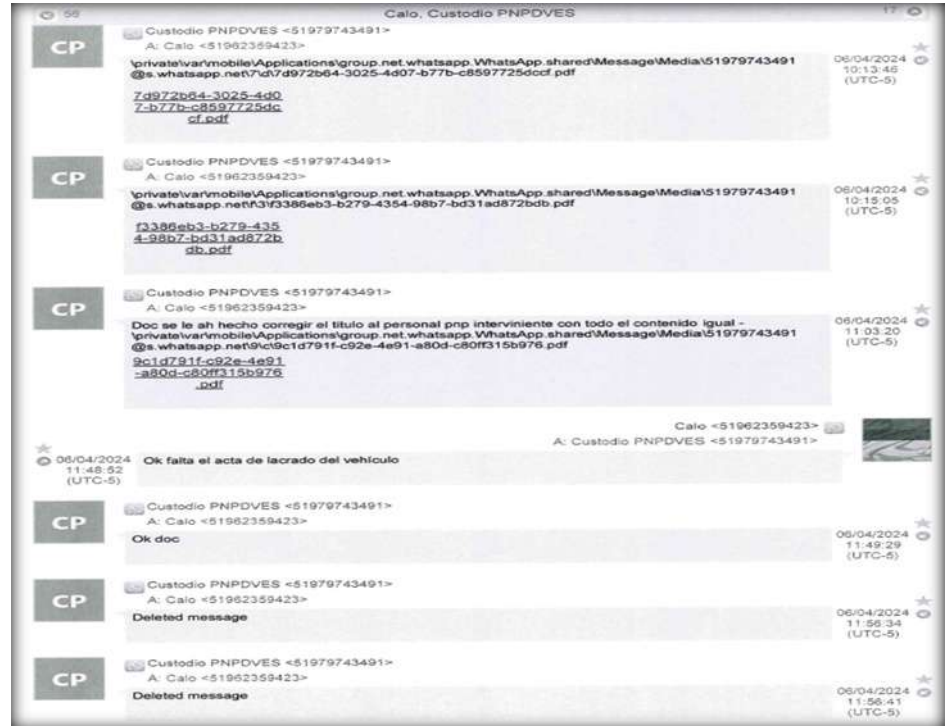 56 Calo, Custodio PNPDVES 17
CP
Custodio PNPDVES <51979743491>
A: Calo <51962359423>
\private\var\mobile\Applications\group.net.whatsapp.WhatsApp.shared\Message\Media\51979743491
@s.whatsapp.net\7\d\7d972b64-3025-4d07-b77b-c8597725dccf.pdf
06/04/2024
10:13:46
(UTC-5)
7d972b64-3025-4d0
7-b77b-c8597725dc
cf.pdf
CP
Custodio PNPDVES <51979743491>
A: Calo <51962359423>
\private\var\mobile\Applications\group.net.whatsapp.WhatsApp.shared\Message\Media\51979743491
@s.whatsapp.net\f\3\f3386eb3-b279-4354-98b7-bd31ad872bdb.pdf
06/04/2024
10:15:05
(UTC-5)
f3386eb3-b279-435
4-98b7-bd31ad872b
db.pdf
CP
Custodio PNPDVES <51979743491>
A: Calo <51962359423>
Doc se le ah hecho corregir el titulo al personal pnp interviniente con todo el contenido igual -
\private\var\mobile\Applications\group.net.whatsapp.WhatsApp.shared\Message\Media\51979743491
@s.whatsapp.net\9\c\9c1d791f-c92e-4e91-a80d-c80ff315b976.pdf
06/04/2024
11:03:20
(UTC-5)
9c1d791f-c92e-4e91
-a80d-c80ff315b976
.pdf
Calo <51962359423>
A: Custodio PNPDVES <51979743491>
06/04/2024
11:48:52
(UTC-5)
Ok falta el acta de lacrado del vehículo
CP
Custodio PNPDVES <51979743491>
A: Calo <51962359423>
Ok doc
06/04/2024
11:49:29
(UTC-5)
CP
Custodio PNPDVES <51979743491>
A: Calo <51962359423>
Deleted message
06/04/2024
11:56:34
(UTC-5)
CP
Custodio PNPDVES <51979743491>
A: Calo <51962359423>
Deleted message
06/04/2024
11:56:41
(UTC-5)